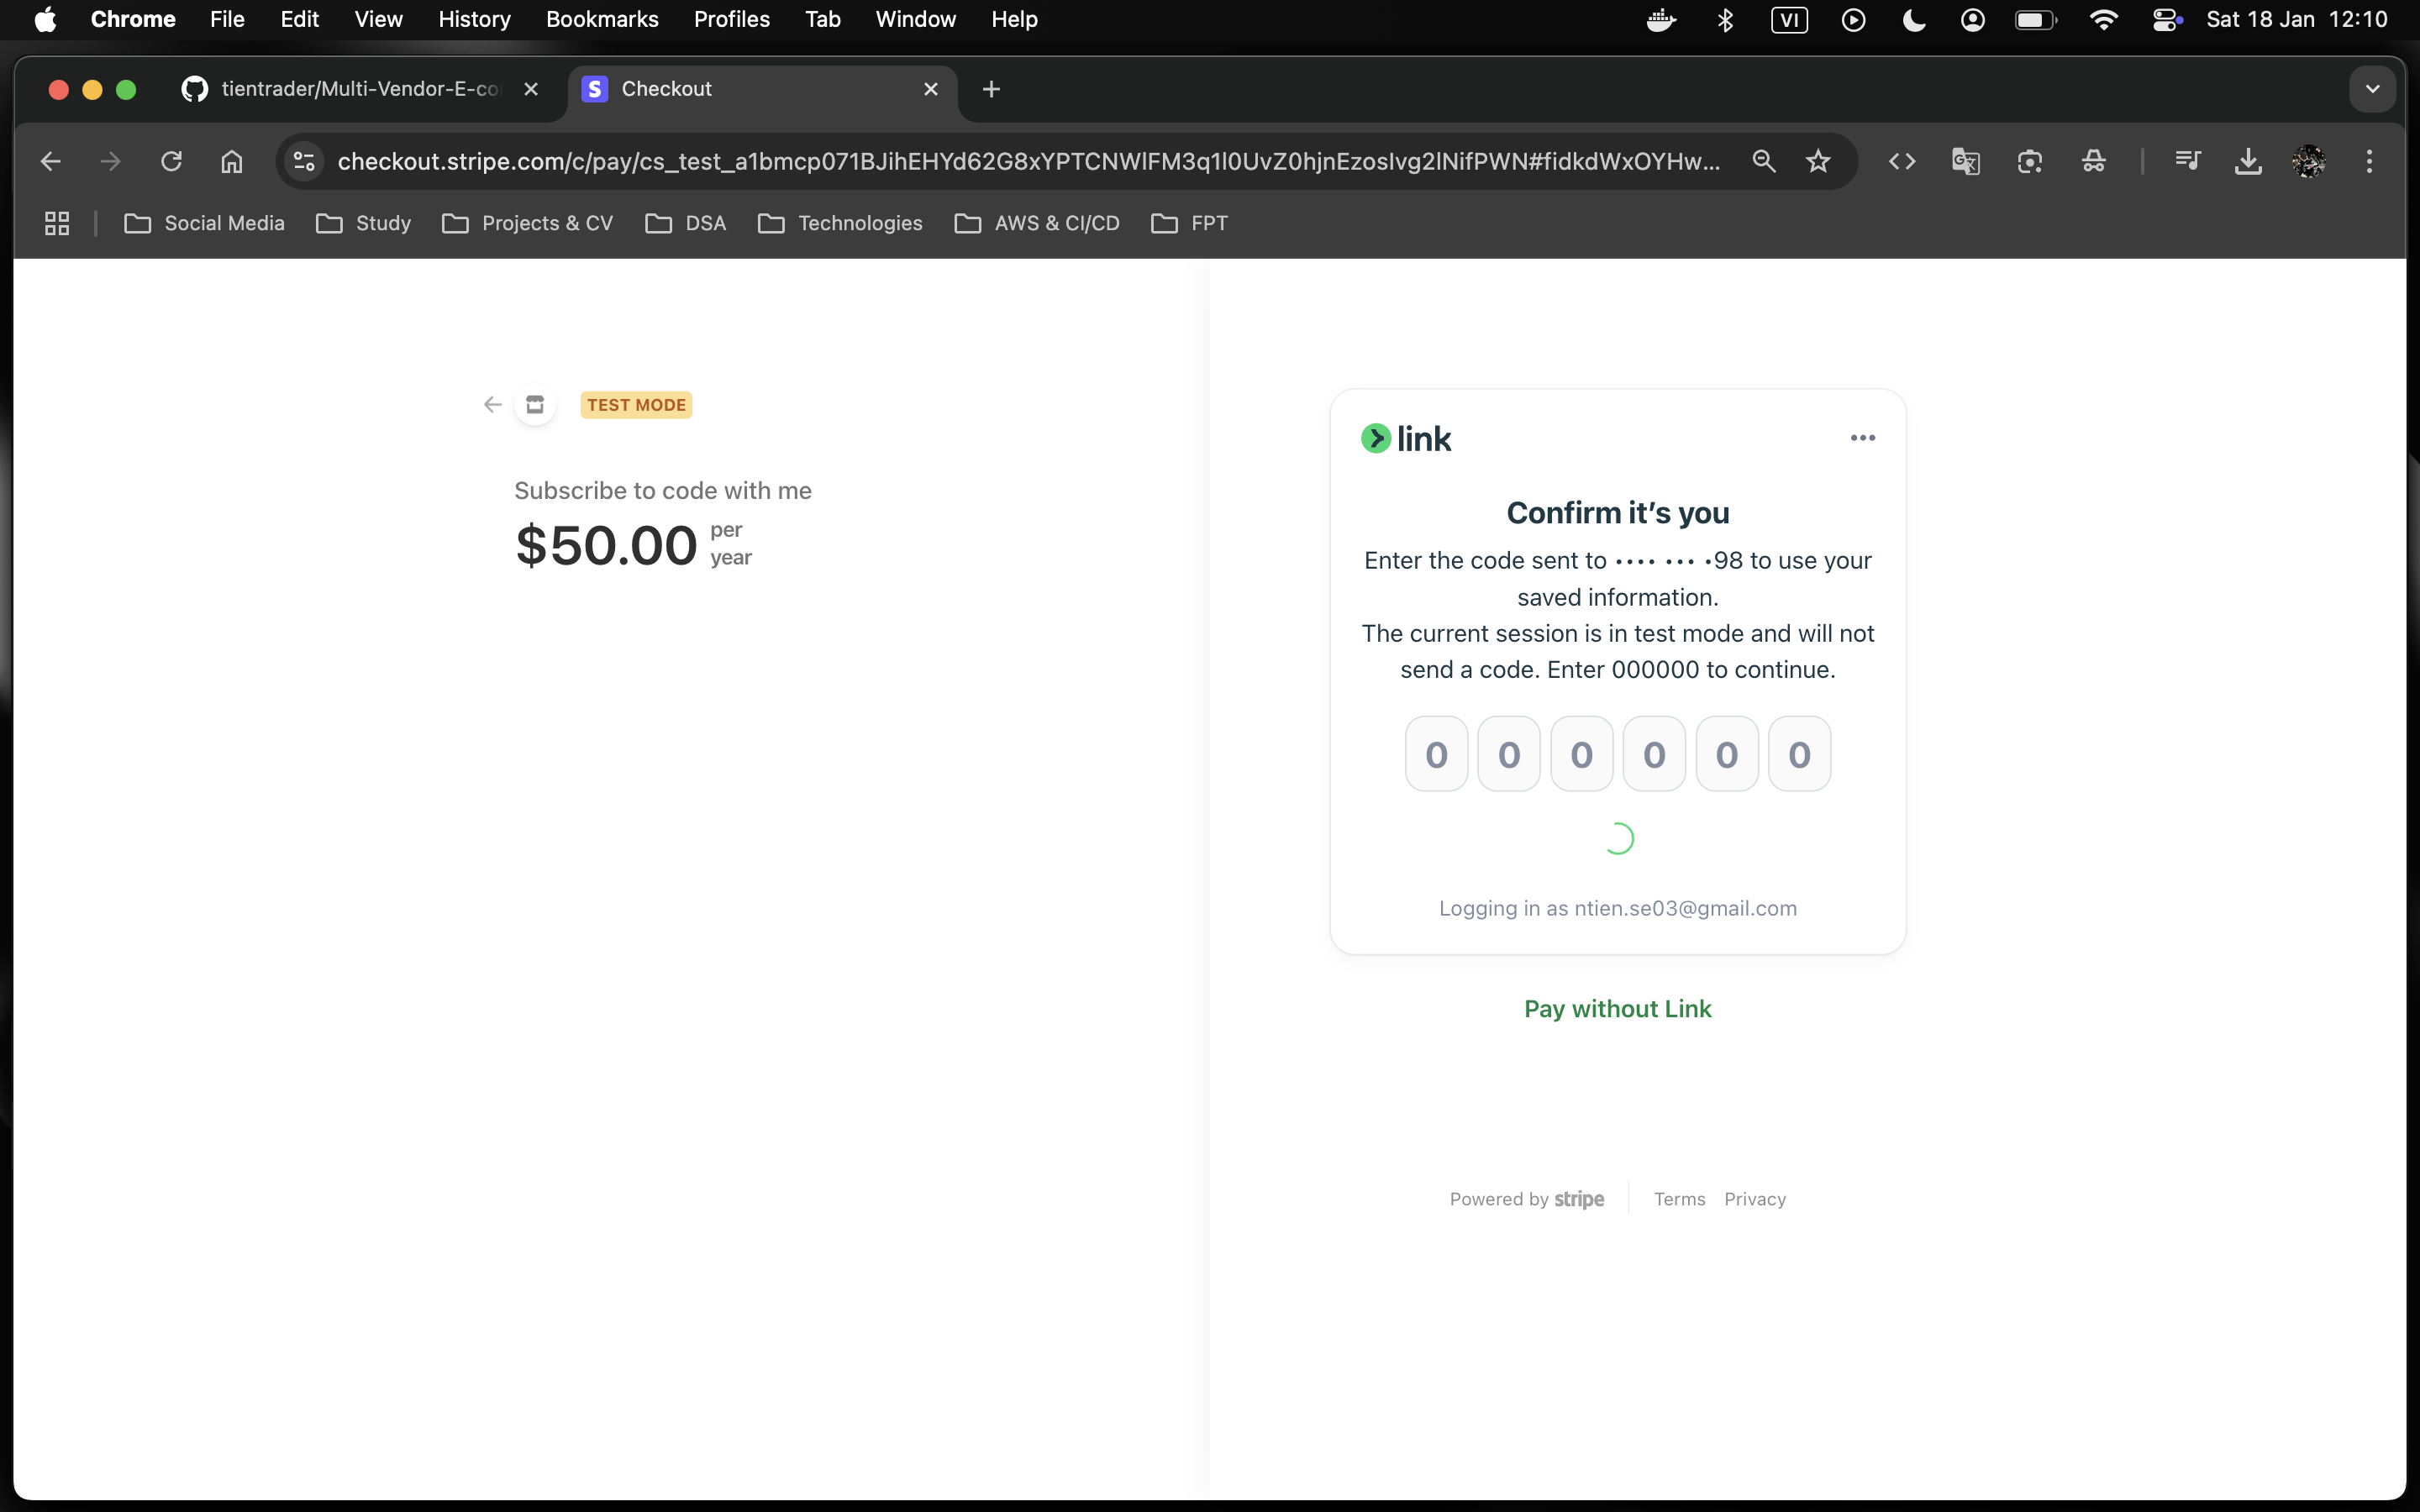 Chrome File Edit View History Bookmarks Profiles Tab Window Help VI Sat 18 Jan 12:10
tientrader/Multi-Vendor-E-co
Checkout
checkout.stripe.com/c/pay/cs_test_a1bmcp071BJihEHYd62G8xYPTCNWlFM3q1l0UvZ0hjnEzosIvg2lNifPWN#fidkdWxOYHw...
Social Media Study Projects & CV DSA Technologies AWS & CI/CD FPT
TEST MODE
Subscribe to code with me
$50.00 per
year
link
Confirm it’s you
Enter the code sent to •••• ••• •98 to use your
saved information.
The current session is in test mode and will not
send a code. Enter 000000 to continue.
0 0 0 0 0 0
Logging in as ntien.se03@gmail.com
Pay without Link
Powered by stripe Terms Privacy